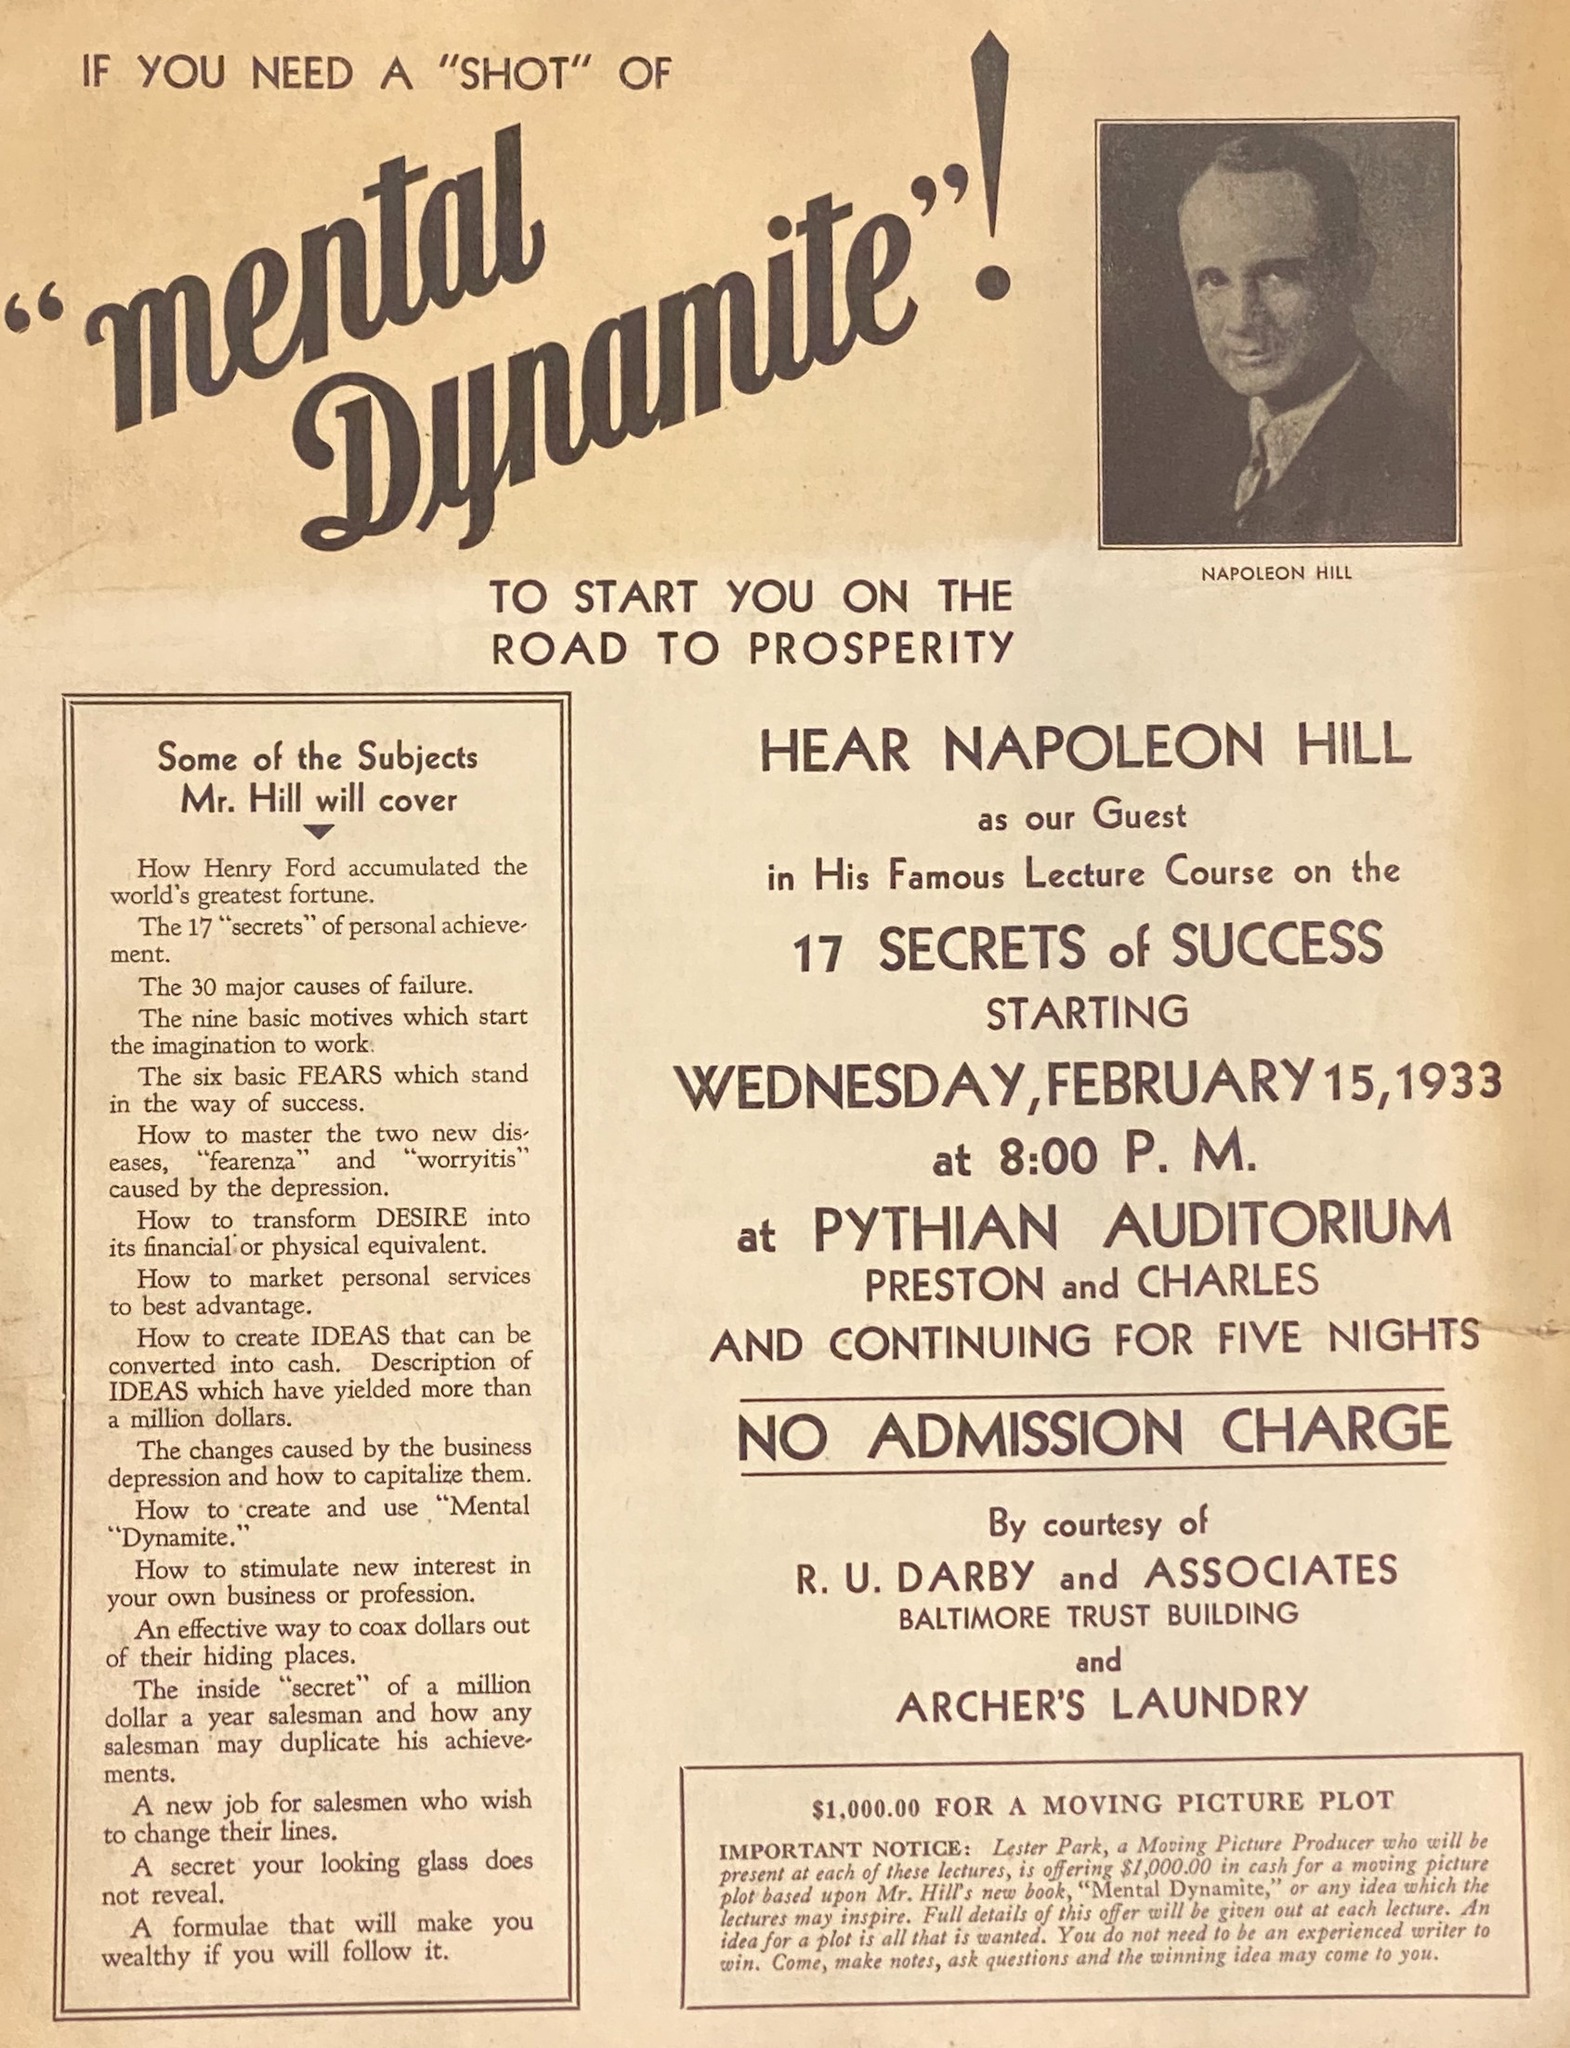 IF YOU NEED A "SHOT" OF
"mental
Dynamite"!
NAPOLEON HILL
TO START YOU ON THE
ROAD TO PROSPERITY
Some of the Subjects
Mr. Hill will cover
How Henry Ford accumulated the
world's greatest fortune.
The 17 "secrets" of personal achieve-
ment.
The 30 major causes of failure.
The nine basic motives which start
the imagination to work.
The six basic FEARS which stand
in the way of success.
How to master the two new dis-
eases, "fearenza" and "worryitis"
caused by the depression.
How to transform DESIRE into
its financial or physical equivalent.
How to market personal services
to best advantage.
How to create IDEAS that can be
converted into cash. Description of
IDEAS which have yielded more than
a million dollars.
The changes caused by the business
depression and how to capitalize them.
How to create and use "Mental
"Dynamite."
How to stimulate new interest in
your own business or profession.
An effective way to coax dollars out
of their hiding places.
The inside "secret" of a million
dollar a year salesman and how any
salesman may duplicate his achieve-
ments.
A new job for salesmen who wish
to change their lines.
A secret your looking glass does
not reveal.
A formulae that will make you
wealthy if you will follow it.
HEAR NAPOLEON HILL
as our Guest
in His Famous Lecture Course on the
17 SECRETS of SUCCESS
STARTING
WEDNESDAY, FEBRUARY 15, 1933
at 8:00 P. M.
at PYTHIAN AUDITORIUM
PRESTON and CHARLES
AND CONTINUING FOR FIVE NIGHTS
NO ADMISSION CHARGE
By courtesy of
R. U. DARBY and ASSOCIATES
BALTIMORE TRUST BUILDING
and
ARCHER'S LAUNDRY
$1,000.00 FOR A MOVING PICTURE PLOT
IMPORTANT NOTICE: Lester Park, a Moving Picture Producer who will be
present at each of these lectures, is offering $1,000.00 in cash for a moving picture
plot based upon Mr. Hill's new book, "Mental Dynamite," or any idea which the
lectures may inspire. Full details of this offer will be given out at each lecture. An
idea for a plot is all that is wanted. You do not need to be an experienced writer to
win. Come, make notes, ask questions and the winning idea may come to you.